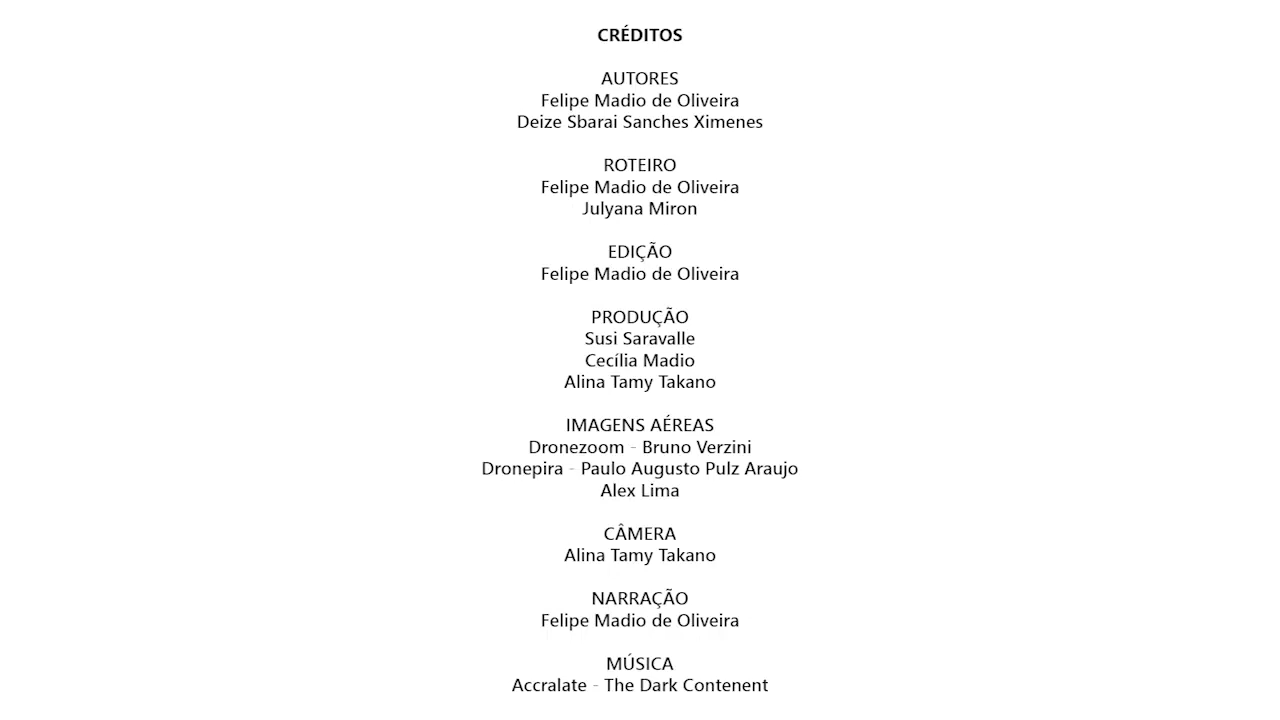 CRÉDITOS
AUTORES
Felipe Madio de Oliveira
Deize Sbarai Sanches Ximenes
ROTEIRO
Felipe Madio de Oliveira
Julyana Miron
EDIÇÃO
Felipe Madio de Oliveira
PRODUÇÃO
Susi Saravalle
Cecília Madio
Alina Tamy Takano
IMAGENS AÉREAS
Dronezoom - Bruno Verzini
Dronepira - Paulo Augusto Pulz Araujo
Alex Lima
CÂMERA
Alina Tamy Takano
NARRAÇÃO
Felipe Madio de Oliveira
MÚSICA
Accralate - The Dark Contenent